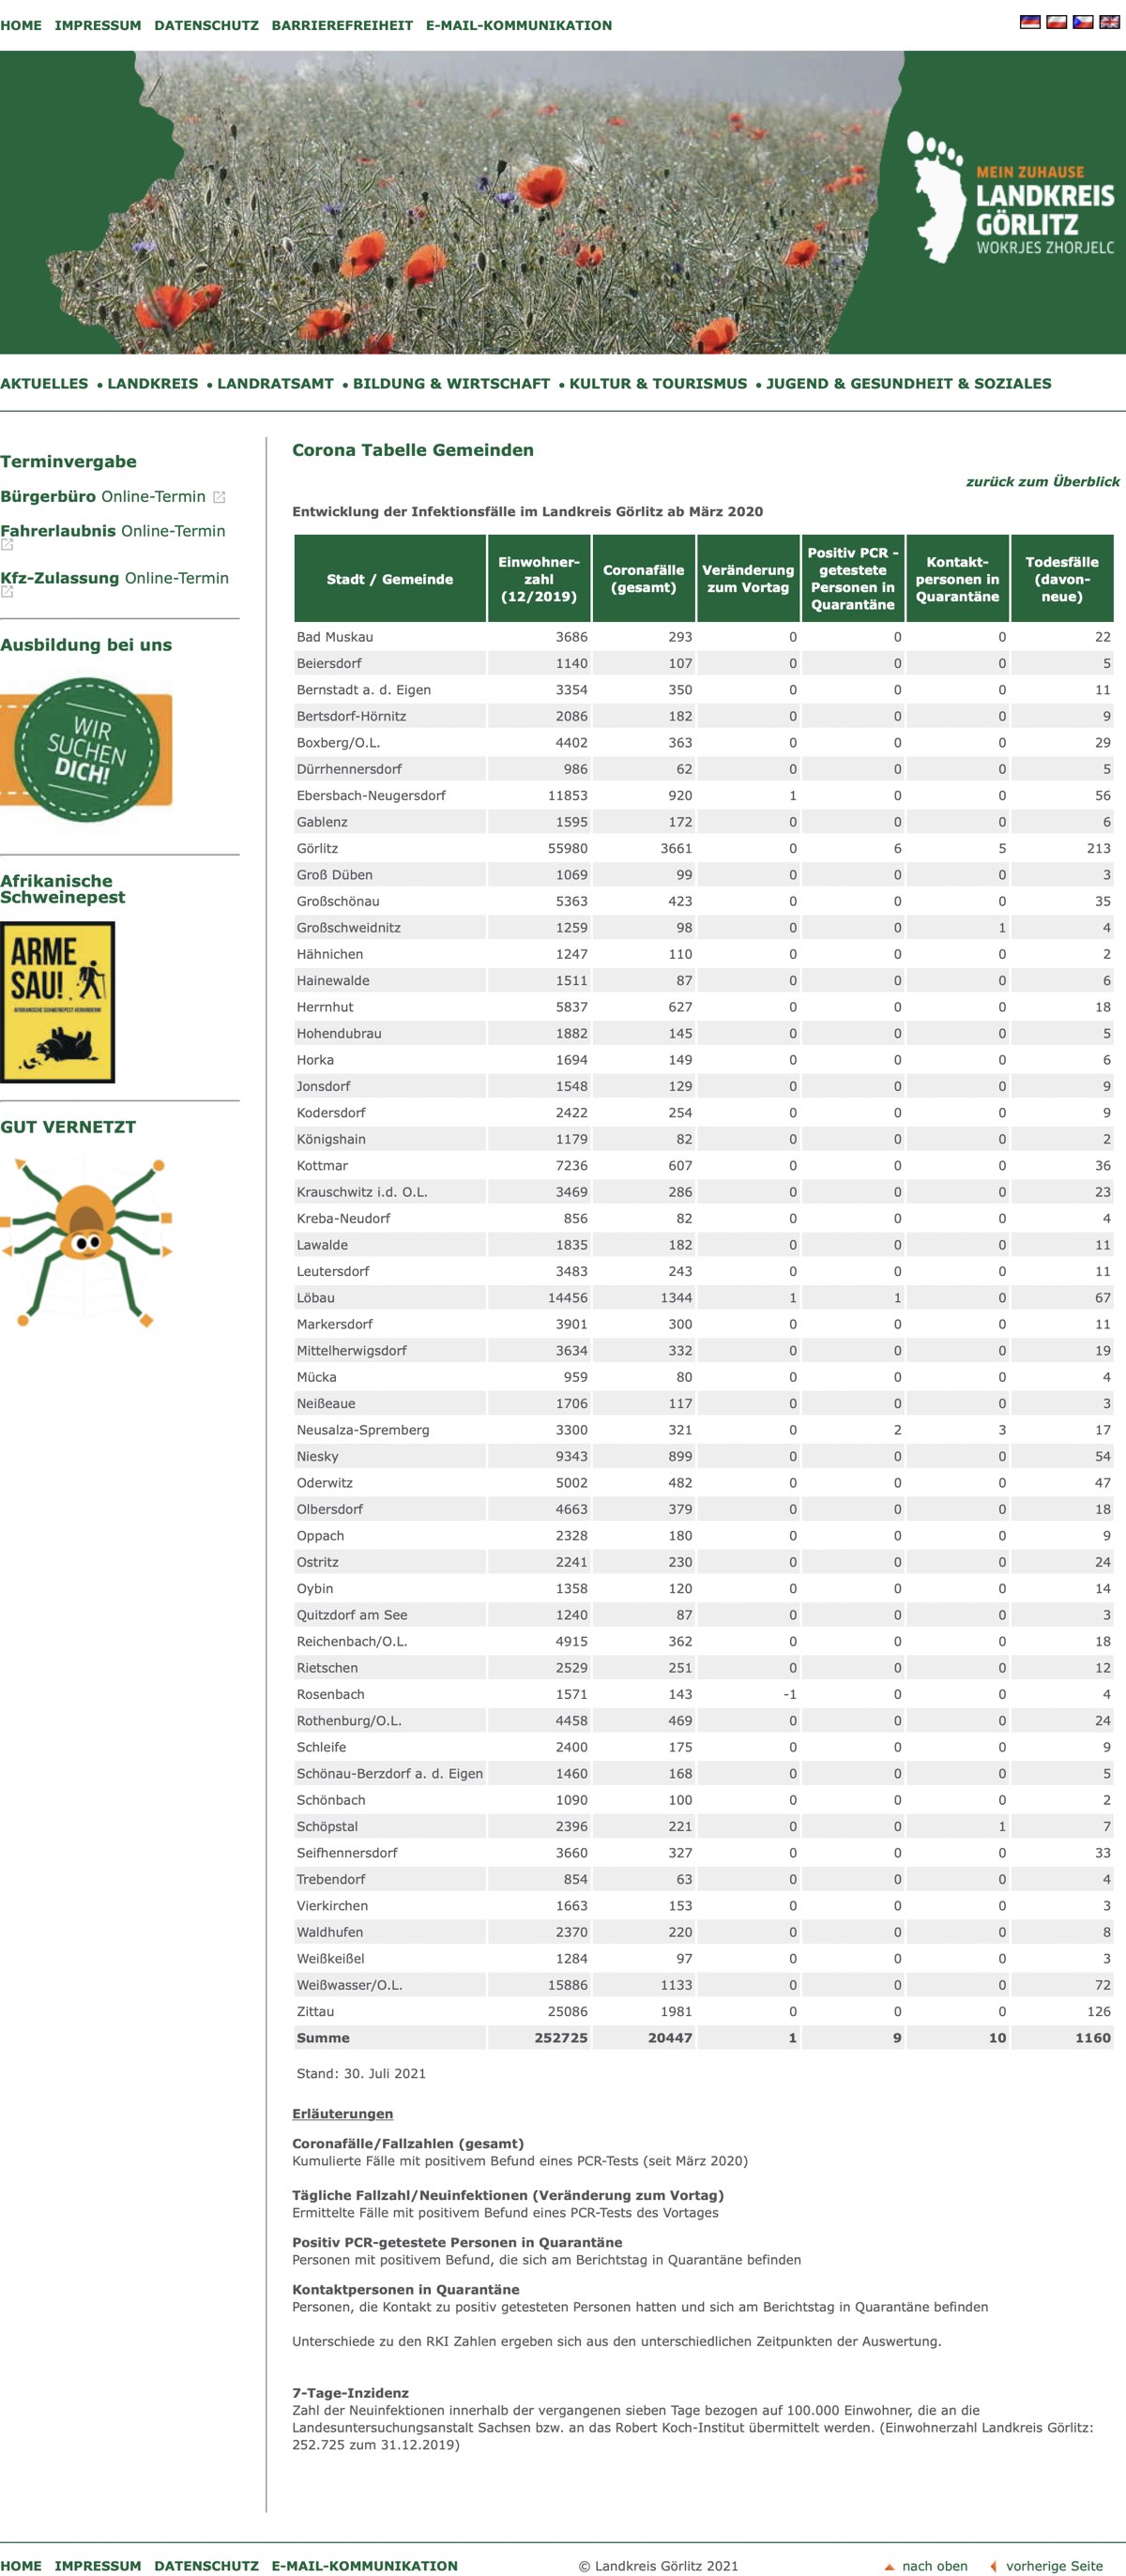 HOME IMPRESSUM DATENSCHUTZ BARRIEREFREIHEIT E-MAIL-KOMMUNIKATION
MEIN ZUHAUSE
LANDKREIS
GÖRLITZ
WOKRJES ZHORJELC
AKTUELLES • LANDKREIS • LANDRATSAMT • BILDUNG & WIRTSCHAFT • KULTUR & TOURISMUS • JUGEND & GESUNDHEIT & SOZIALES
Terminvergabe
Bürgerbüro Online-Termin
Fahrerlaubnis Online-Termin
Kfz-Zulassung Online-Termin
Ausbildung bei uns
WIR
SUCHEN
DICH!
Afrikanische
Schweinepest
ARME
SAU!
AFRIKANISCHE SCHWEINEPEST VERHINDERN!
GUT VERNETZT
Corona Tabelle Gemeinden
zurück zum Überblick
Entwicklung der Infektionsfälle im Landkreis Görlitz ab März 2020
Stadt / Gemeinde Einwohner-zahl (12/2019) Coronafälle (gesamt) Veränderung zum Vortag Positiv PCR - getestete Personen in Quarantäne Kontakt-personen in Quarantäne Todesfälle (davon-neue)
Bad Muskau 3686 293 0 0 0 22
Beiersdorf 1140 107 0 0 0 5
Bernstadt a. d. Eigen 3354 350 0 0 0 11
Bertsdorf-Hörnitz 2086 182 0 0 0 9
Boxberg/O.L. 4402 363 0 0 0 29
Dürrhennersdorf 986 62 0 0 0 5
Ebersbach-Neugersdorf 11853 920 1 0 0 56
Gablenz 1595 172 0 0 0 6
Görlitz 55980 3661 0 6 5 213
Groß Düben 1069 99 0 0 0 3
Großschönau 5363 423 0 0 0 35
Großschweidnitz 1259 98 0 0 1 4
Hähnichen 1247 110 0 0 0 2
Hainewalde 1511 87 0 0 0 6
Herrnhut 5837 627 0 0 0 18
Hohendubrau 1882 145 0 0 0 5
Horka 1694 149 0 0 0 6
Jonsdorf 1548 129 0 0 0 9
Kodersdorf 2422 254 0 0 0 9
Königshain 1179 82 0 0 0 2
Kottmar 7236 607 0 0 0 36
Krauschwitz i.d. O.L. 3469 286 0 0 0 23
Kreba-Neudorf 856 82 0 0 0 4
Lawalde 1835 182 0 0 0 11
Leutersdorf 3483 243 0 0 0 11
Löbau 14456 1344 1 1 0 67
Markersdorf 3901 300 0 0 0 11
Mittelherwigsdorf 3634 332 0 0 0 19
Mücka 959 80 0 0 0 4
Neißeaue 1706 117 0 0 0 3
Neusalza-Spremberg 3300 321 0 2 3 17
Niesky 9343 899 0 0 0 54
Oderwitz 5002 482 0 0 0 47
Olbersdorf 4663 379 0 0 0 18
Oppach 2328 180 0 0 0 9
Ostritz 2241 230 0 0 0 24
Oybin 1358 120 0 0 0 14
Quitzdorf am See 1240 87 0 0 0 3
Reichenbach/O.L. 4915 362 0 0 0 18
Rietschen 2529 251 0 0 0 12
Rosenbach 1571 143 -1 0 0 4
Rothenburg/O.L. 4458 469 0 0 0 24
Schleife 2400 175 0 0 0 9
Schönau-Berzdorf a. d. Eigen 1460 168 0 0 0 5
Schönbach 1090 100 0 0 0 2
Schöpstal 2396 221 0 0 1 7
Seifhennersdorf 3660 327 0 0 0 33
Trebendorf 854 63 0 0 0 4
Vierkirchen 1663 153 0 0 0 3
Waldhufen 2370 220 0 0 0 8
Weißkeißel 1284 97 0 0 0 3
Weißwasser/O.L. 15886 1133 0 0 0 72
Zittau 25086 1981 0 0 0 126
Summe 252725 20447 1 9 10 1160
Stand: 30. Juli 2021
Erläuterungen
Coronafälle/Fallzahlen (gesamt)
Kumulierte Fälle mit positivem Befund eines PCR-Tests (seit März 2020)
Tägliche Fallzahl/Neuinfektionen (Veränderung zum Vortag)
Ermittelte Fälle mit positivem Befund eines PCR-Tests des Vortages
Positiv PCR-getestete Personen in Quarantäne
Personen mit positivem Befund, die sich am Berichtstag in Quarantäne befinden
Kontaktpersonen in Quarantäne
Personen, die Kontakt zu positiv getesteten Personen hatten und sich am Berichtstag in Quarantäne befinden
Unterschiede zu den RKI Zahlen ergeben sich aus den unterschiedlichen Zeitpunkten der Auswertung.
7-Tage-Inzidenz
Zahl der Neuinfektionen innerhalb der vergangenen sieben Tage bezogen auf 100.000 Einwohner, die an die
Landesuntersuchungsanstalt Sachsen bzw. an das Robert Koch-Institut übermittelt werden. (Einwohnerzahl Landkreis Görlitz:
252.725 zum 31.12.2019)
HOME IMPRESSUM DATENSCHUTZ E-MAIL-KOMMUNIKATION © Landkreis Görlitz 2021 nach oben vorherige Seite